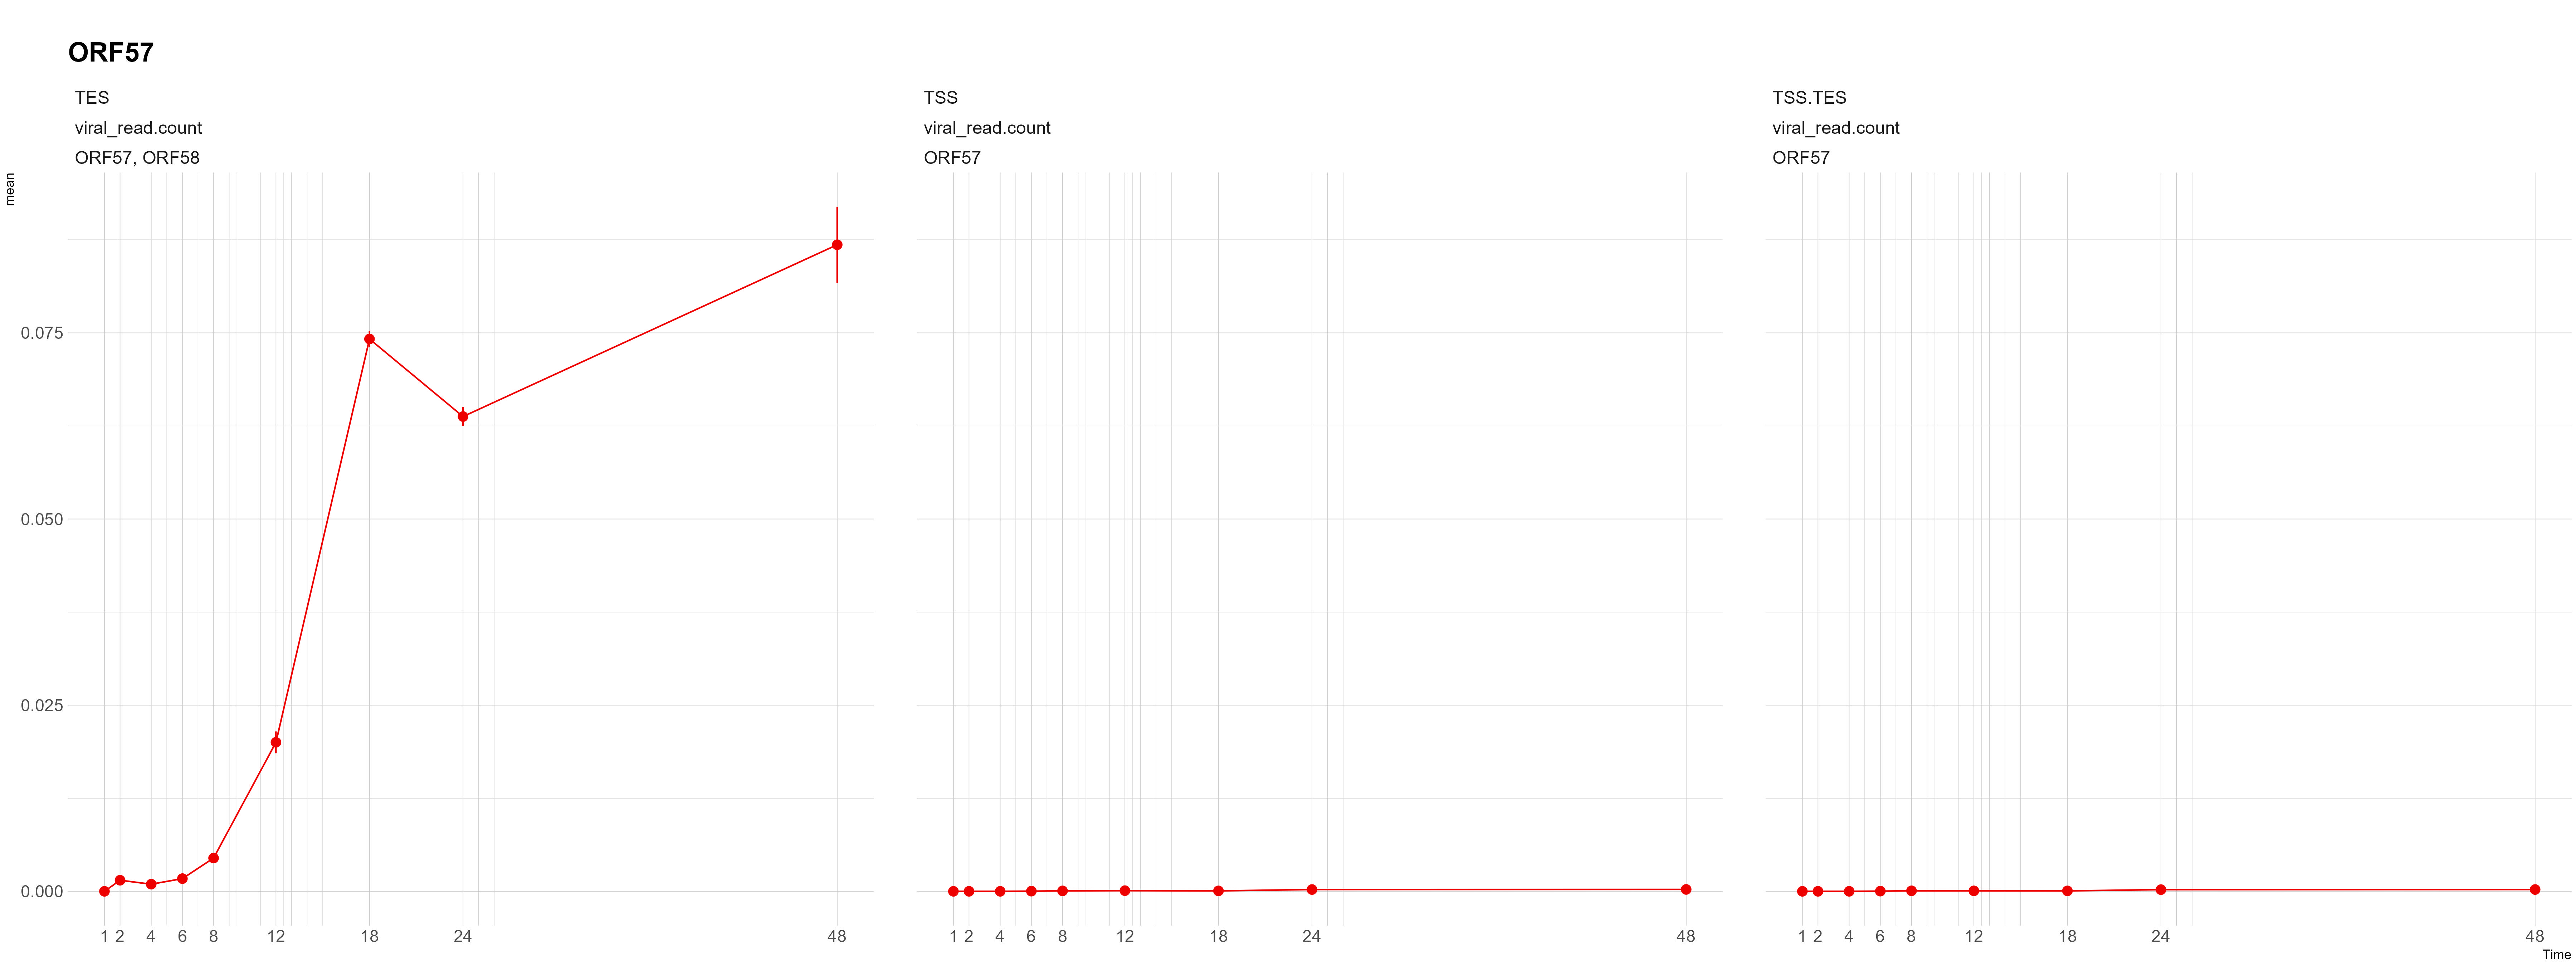 ORF57
TES
viral_read.count
ORF57, ORF58
TSS
viral_read.count
ORF57
TSS.TES
viral_read.count
ORF57
mean
0.075
0.050
0.025
0.000
1 2 4 6 8 12 18 24 48
1 2 4 6 8 12 18 24 48
1 2 4 6 8 12 18 24 48
Time